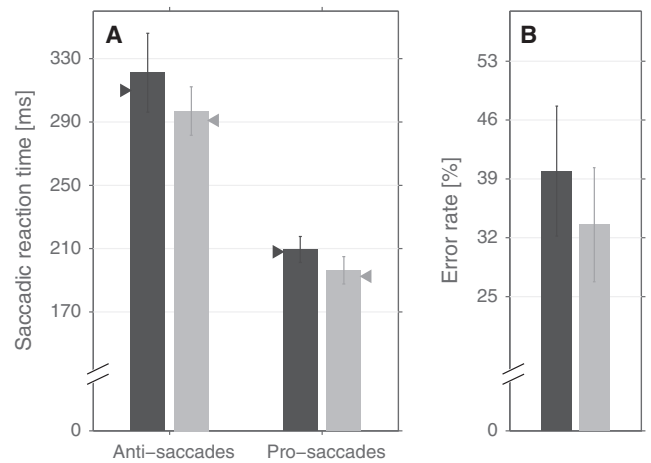 A
Saccadic reaction time [ms]
330
290
250
210
170
0
Anti−saccades
Pro−saccades
B
Error rate [%]
53
46
39
32
25
0